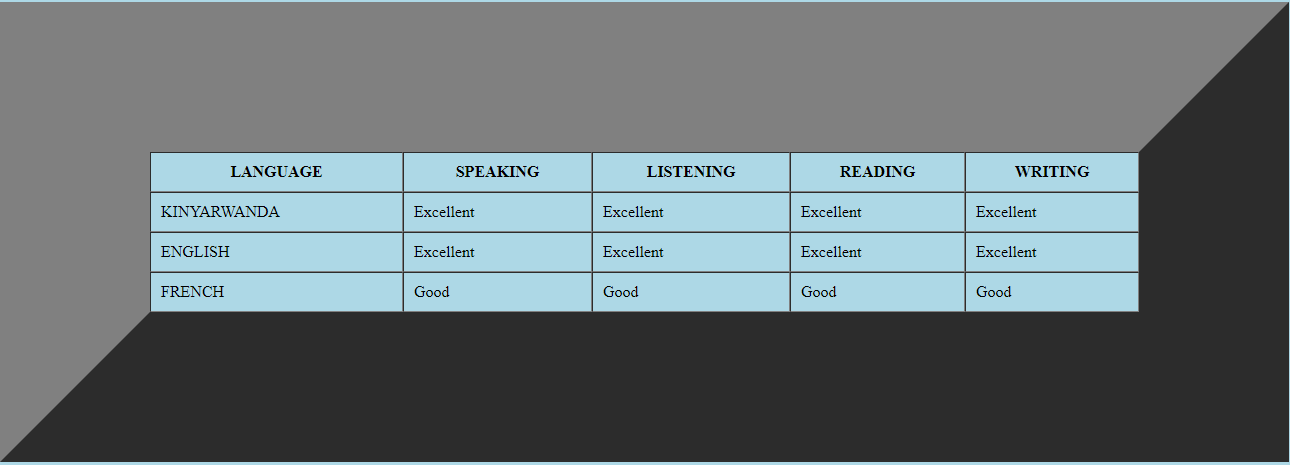 LANGUAGE SPEAKING LISTENING READING WRITING
KINYARWANDA Excellent Excellent Excellent Excellent
ENGLISH Excellent Excellent Excellent Excellent
FRENCH Good Good Good Good